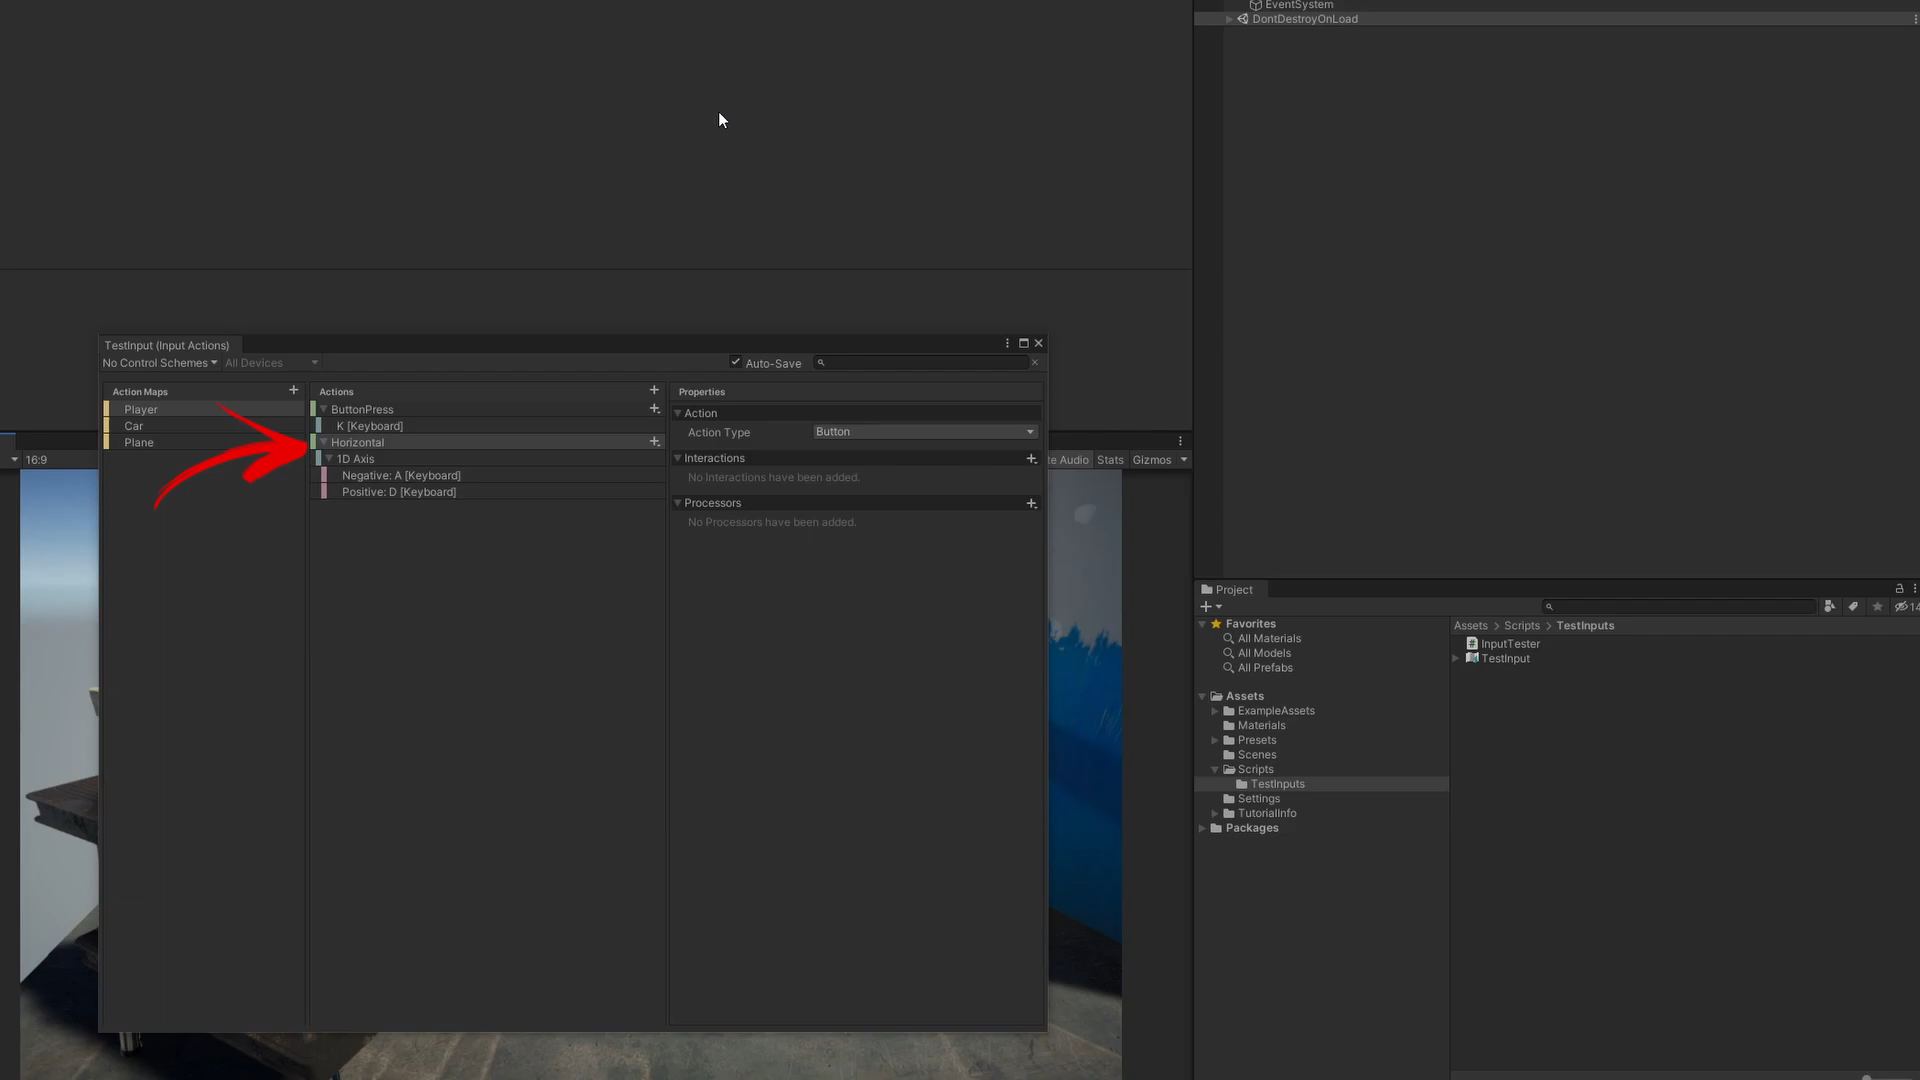 EventSystem
DontDestroyOnLoad
TestInput (Input Actions)
No Control Schemes
All Devices
Auto-Save
Action Maps
Actions
Properties
Player
ButtonPress
Action
Car
K [Keyboard]
Action Type
Button
Plane
Horizontal
16:9
1D Axis
Interactions
te Audio
Stats
Gizmos
Negative: A [Keyboard]
No Interactions have been added.
Positive: D [Keyboard]
Processors
No Processors have been added.
Project
14
Favorites
All Materials
All Models
All Prefabs
Assets
ExampleAssets
Materials
Presets
Scenes
Scripts
TestInputs
Settings
TutorialInfo
Packages
Assets > Scripts > TestInputs
InputTester
TestInput